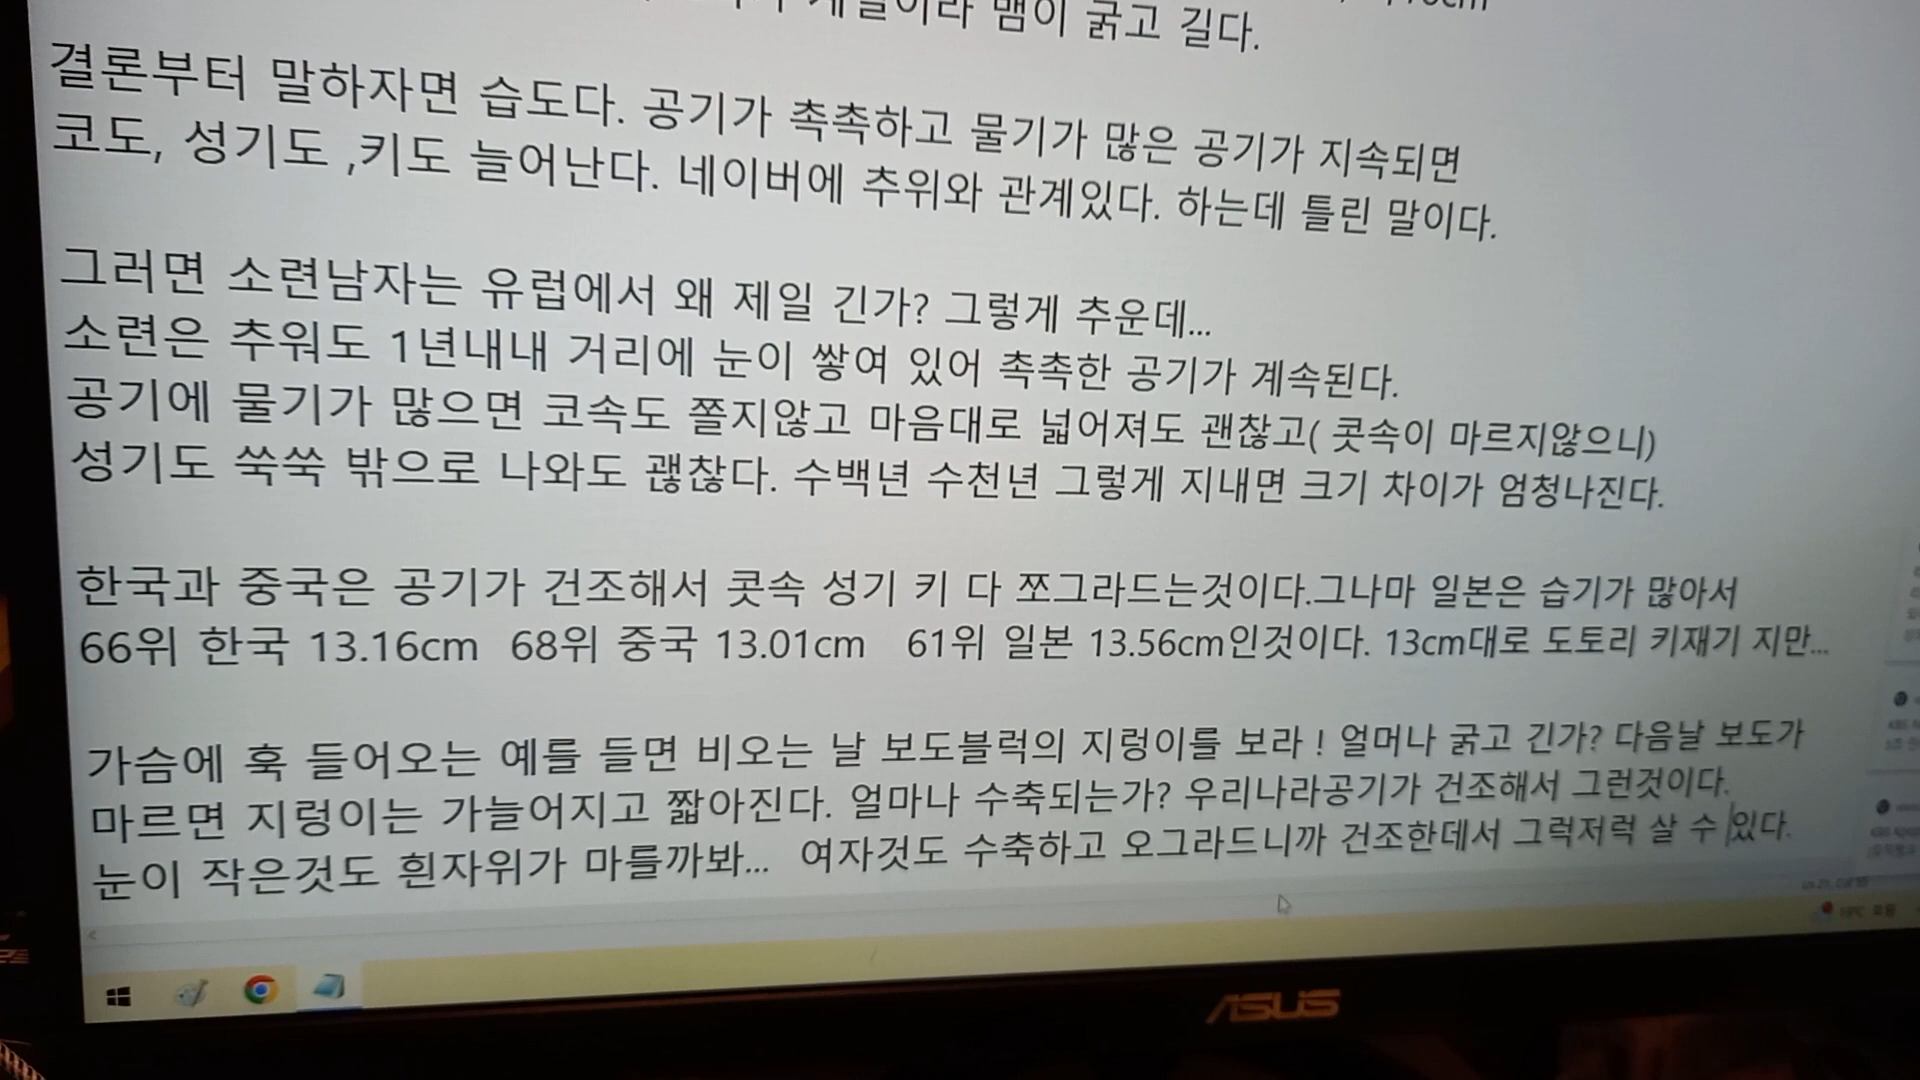 맵이 굵고 길다.
결론부터 말하자면 습도다. 공기가 촉촉하고 물기가 많은 공기가 지속되면
코도, 성기도 ,키도 늘어난다. 네이버에 추위와 관계있다. 하는데 틀린 말이다.
그러면 소련남자는 유럽에서 왜 제일 긴가? 그렇게 추운데...
소련은 추워도 1년내내 거리에 눈이 쌓여 있어 촉촉한 공기가 계속된다.
공기에 물기가 많으면 코속도 쫄지않고 마음대로 넓어져도 괜찮고( 콧속이 마르지않으니)
성기도 쑥쑥 밖으로 나와도 괞찮다. 수백년 수천년 그렇게 지내면 크기 차이가 엄청나진다.
한국과 중국은 공기가 건조해서 콧속 성기 키 다 쪼그라드는것이다.그나마 일본은 습기가 많아서
66위 한국 13.16cm 68위 중국 13.01cm 61위 일본 13.56cm인것이다. 13cm대로 도토리 키재기 지만...
가슴에 훅 들어오는 예를 들면 비오는 날 보도블럭의 지렁이를 보라 ! 얼머나 굵고 긴가? 다음날 보도가
마르면 지렁이는 가늘어지고 짧아진다. 얼마나 수축되는가? 우리나라공기가 건조해서 그런것이다.
눈이 작은것도 흰자위가 마를까봐... 여자것도 수축하고 오그라드니까 건조한데서 그럭저럭 살 수 있다.
ASUS